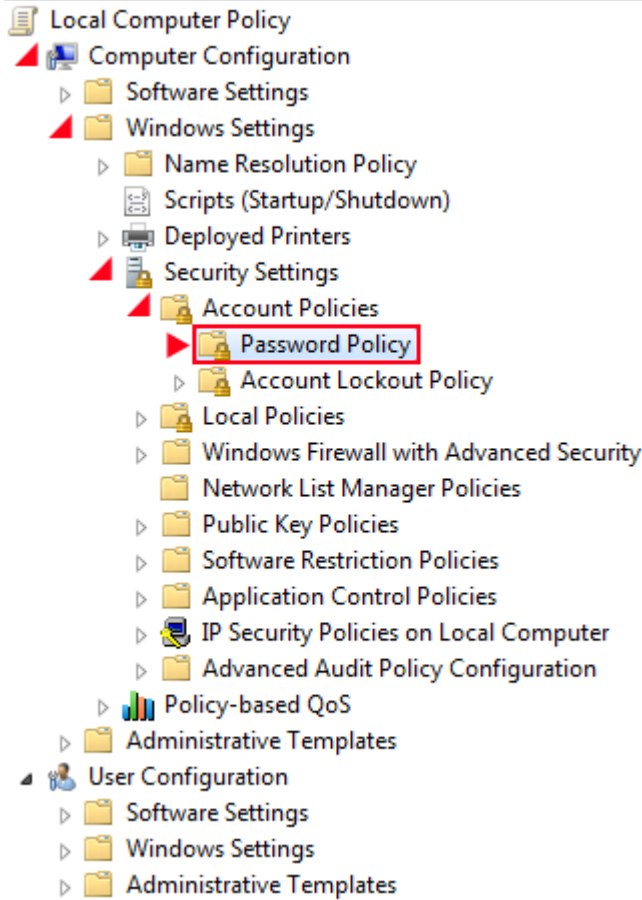 Local Computer Policy
Computer Configuration
Software Settings
Windows Settings
Name Resolution Policy
Scripts (Startup/Shutdown)
Deployed Printers
Security Settings
Account Policies
Password Policy
Account Lockout Policy
Local Policies
Windows Firewall with Advanced Security
Network List Manager Policies
Public Key Policies
Software Restriction Policies
Application Control Policies
IP Security Policies on Local Computer
Advanced Audit Policy Configuration
Policy-based QoS
Administrative Templates
User Configuration
Software Settings
Windows Settings
Administrative Templates